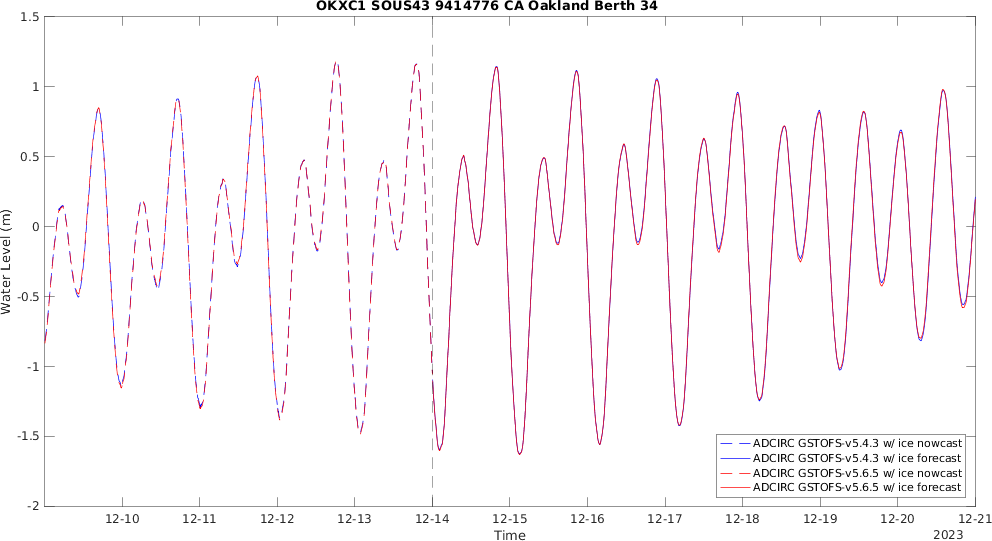 OKXC1 SOUS43 9414776 CA Oakland Berth 34
1.5
1
0.5
0
-0.5
-1
-1.5
-2
Water Level (m)
12-10 12-11 12-12 12-13 12-14 12-15 12-16 12-17 12-18 12-19 12-20 12-21
Time
2023
ADCIRC GSTOFS-v5.4.3 w/ ice nowcast
ADCIRC GSTOFS-v5.4.3 w/ ice forecast
ADCIRC GSTOFS-v5.6.5 w/ ice nowcast
ADCIRC GSTOFS-v5.6.5 w/ ice forecast